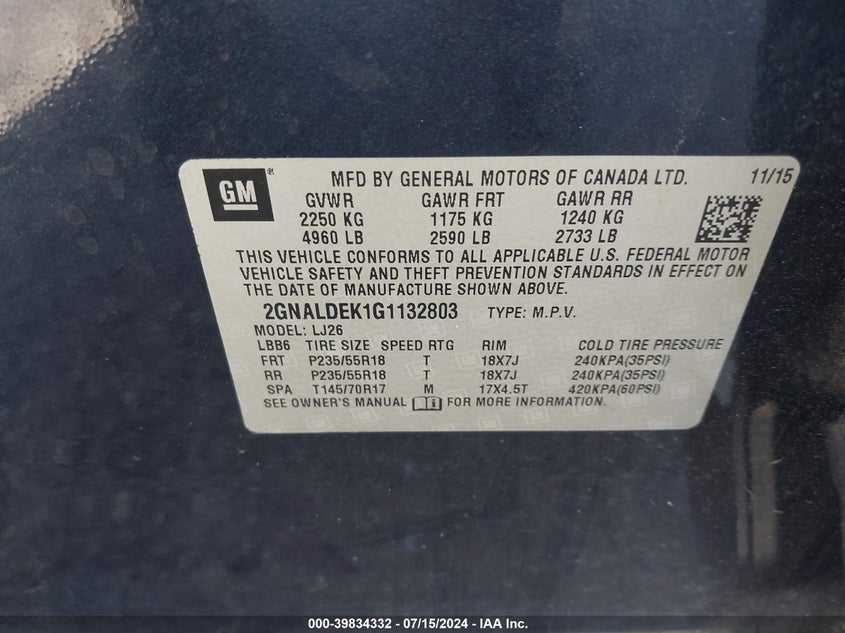 GM ® MFD BY GENERAL MOTORS OF CANADA LTD. 11/15
GVWR GAWR FRT GAWR RR
2250 KG 1175 KG 1240 KG
4960 LB 2590 LB 2733 LB
THIS VEHICLE CONFORMS TO ALL APPLICABLE U.S. FEDERAL MOTOR
VEHICLE SAFETY AND THEFT PREVENTION STANDARDS IN EFFECT ON
THE DATE OF MANUFACTURE SHOWN ABOVE.
2GNALDEK1G1132803 TYPE: M.P.V.
MODEL: LJ26
LBB6 TIRE SIZE SPEED RTG RIM COLD TIRE PRESSURE
FRT P235/55R18 T 18X7J 240KPA(35PSI)
RR P235/55R18 T 18X7J 240KPA(35PSI)
SPA T145/70R17 M 17X4.5T 420KPA(60PSI)
SEE OWNER'S MANUAL FOR MORE INFORMATION.
000-39834332 - 07/15/2024 - IAA Inc.